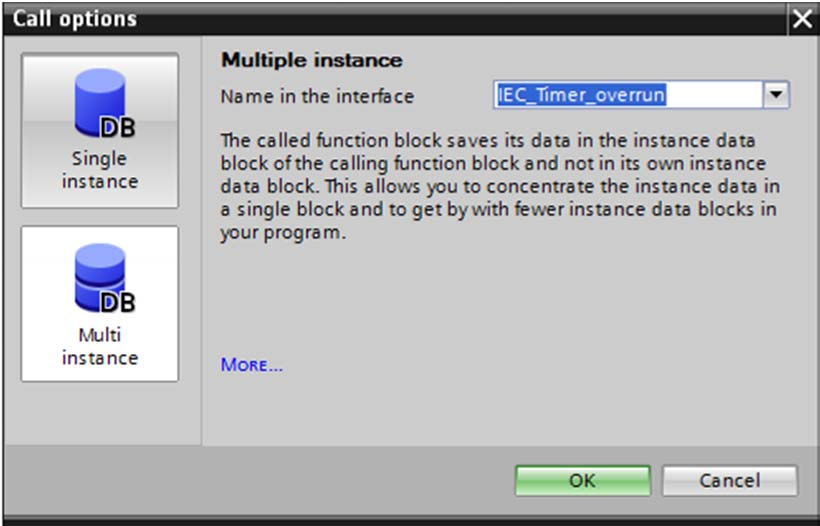 Call options
DB
Single
instance
DB
Multi
instance
Multiple instance
Name in the interface IEC_Timer_overrun
The called function block saves its data in the instance data
block of the calling function block and not in its own instance
data block. This allows you to concentrate the instance data in
a single block and to get by with fewer instance data blocks in
your program.
MORE...
OK Cancel